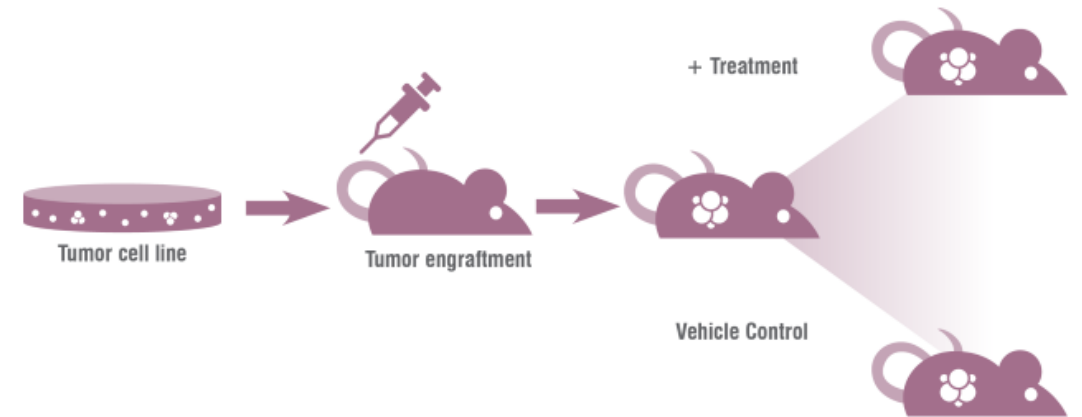 + Treatment
Tumor cell line
Tumor engraftment
Vehicle Control